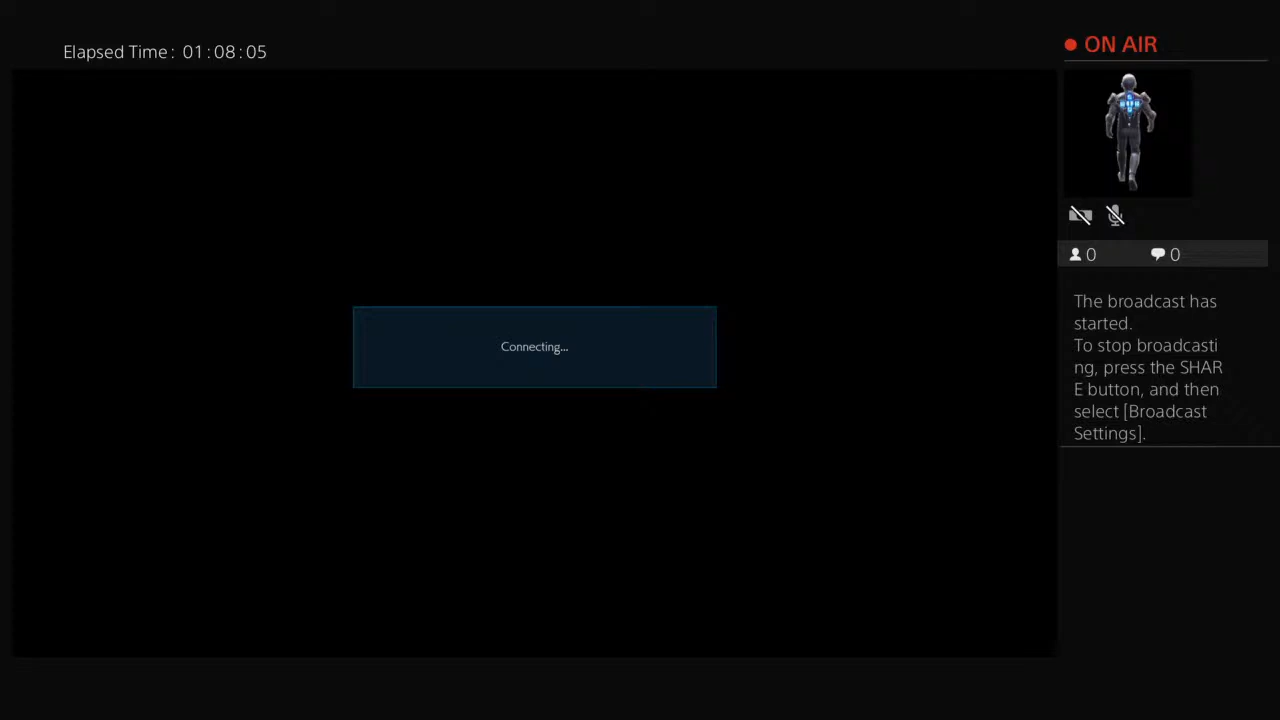 Elapsed Time: 01:08:05
ON AIR
0 0
The broadcast has
started.
To stop broadcasti
ng, press the SHAR
E button, and then
select [Broadcast
Settings].
Connecting...